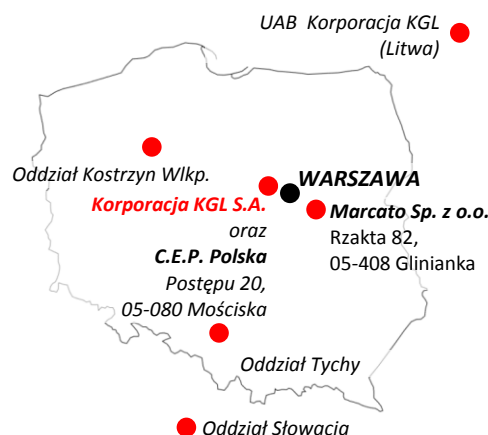 UAB Korporacja KGL
(Litwa)
Oddział Kostrzyn Wlkp.
WARSZAWA
Korporacja KGL S.A.
oraz
C.E.P. Polska
Postępu 20,
05-080 Mościska
Marcato Sp. z o.o.
Rzakta 82,
05-408 Glinianka
Oddział Tychy
Oddział Słowacja